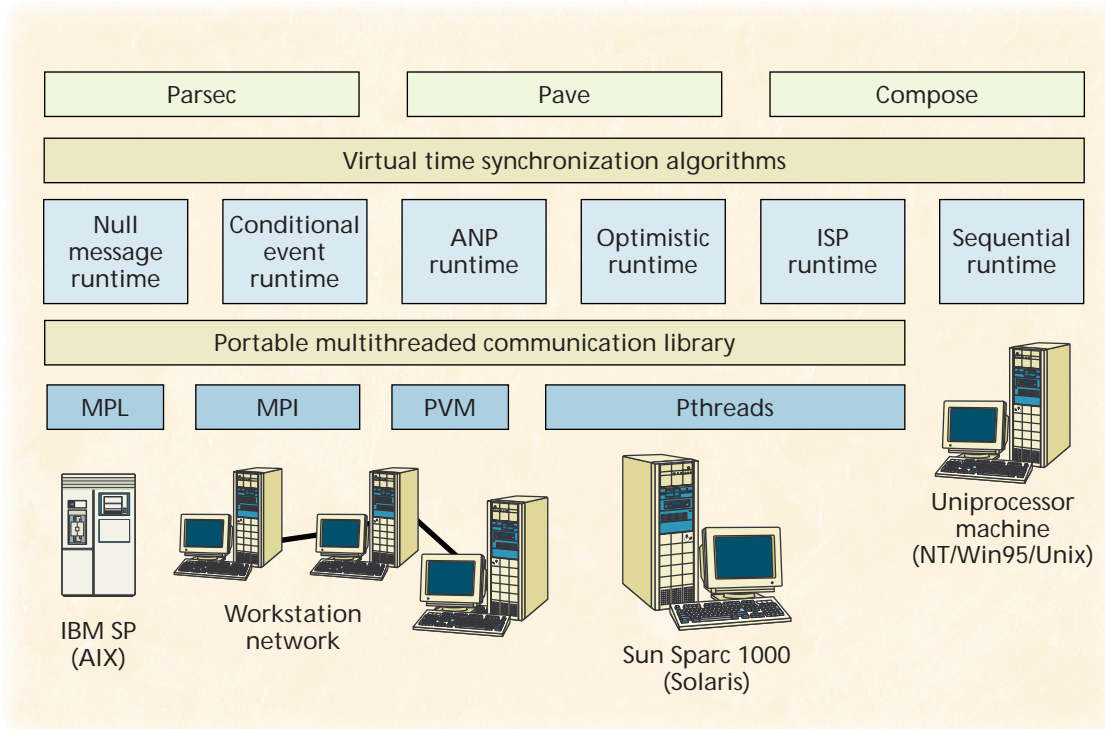 Parsec
Pave
Compose
Virtual time synchronization algorithms
Null
message
runtime
Conditional
event
runtime
ANP
runtime
Optimistic
runtime
ISP
runtime
Sequential
runtime
Portable multithreaded communication library
MPL
MPI
PVM
Pthreads
IBM SP
(AIX)
Workstation
network
Sun Sparc 1000
(Solaris)
Uniprocessor
machine
(NT/Win95/Unix)